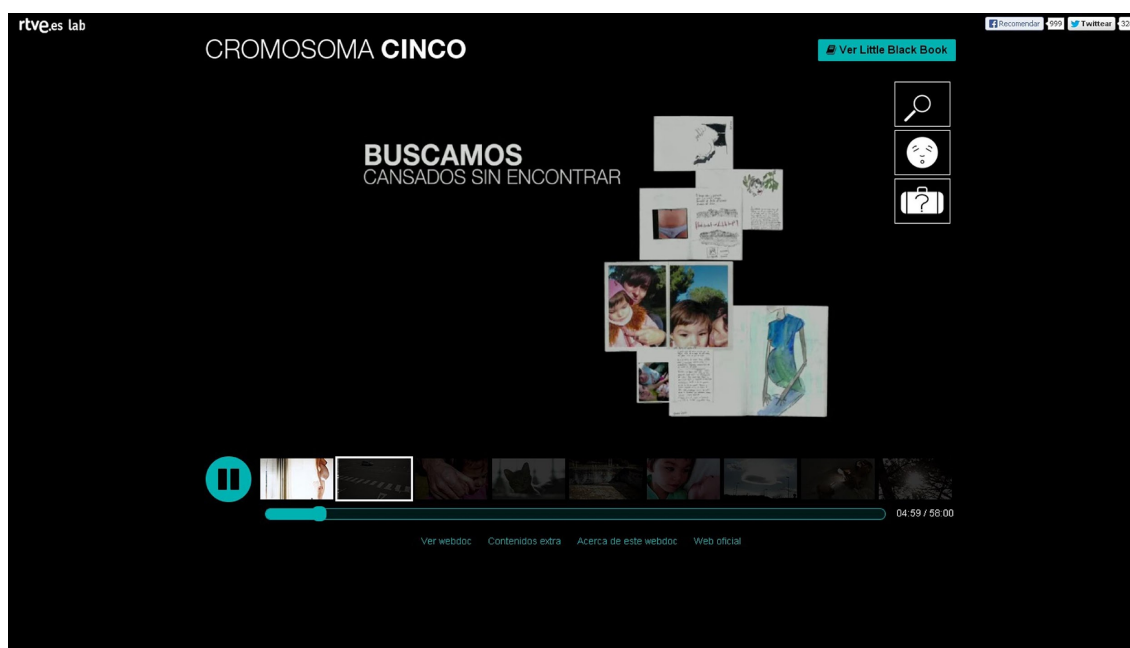 rtve.es lab
Recomendar 999 Twittear 32
CROMOSOMA CINCO
Ver Little Black Book
BUSCAMOS
CANSADOS SIN ENCONTRAR
?
04:59 / 58:00
Ver webdoc Contenidos extra Acerca de este webdoc Web oficial